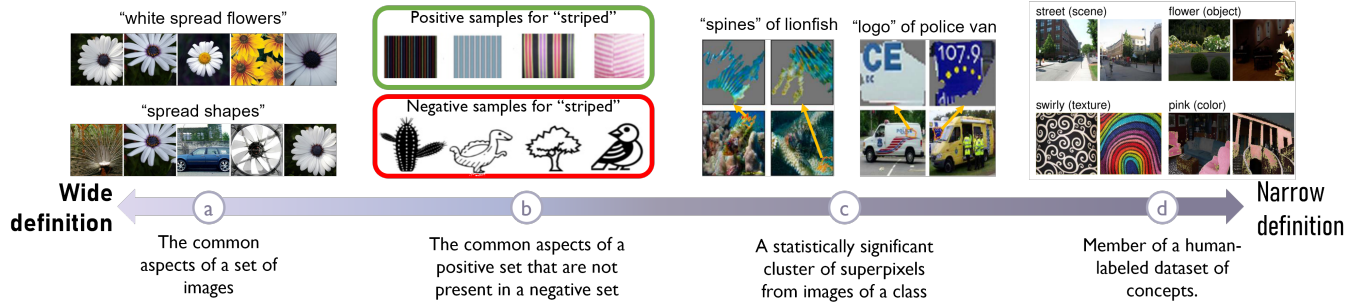 “white spread flowers”
“spread shapes”
Positive samples for “striped”
Negative samples for “striped”
“spines” of lionfish
“logo” of police van
CE
107.9
street (scene)
flower (object)
swirly (texture)
pink (color)
Wide
definition
a
b
c
d
Narrow
definition
The common
aspects of a set of
images
The common aspects of a
positive set that are not
present in a negative set
A statistically significant
cluster of superpixels
from images of a class
Member of a human-
labeled dataset of
concepts.